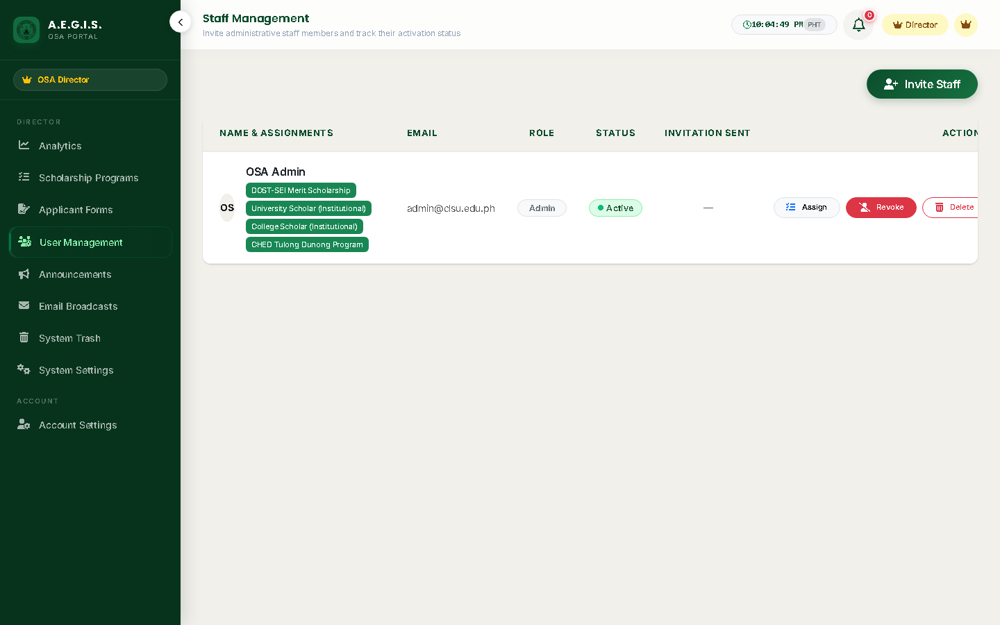 A.E.G.I.S.
OSA PORTAL
OSA Director
DIRECTOR
Analytics
Scholarship Programs
Applicant Forms
User Management
Announcements
Email Broadcasts
System Trash
System Settings
ACCOUNT
Account Settings
Staff Management
Invite administrative staff members and track their activation status
10:04:49 PM PHT
0
Director
Invite Staff
NAME & ASSIGNMENTS EMAIL ROLE STATUS INVITATION SENT ACTION
OS
OSA Admin
DOST-SEI Merit Scholarship
University Scholar (Institutional)
College Scholar (Institutional)
CHED Tulong Dunong Program
admin@clsu.edu.ph
Admin
Active
—
Assign
Revoke
Delete